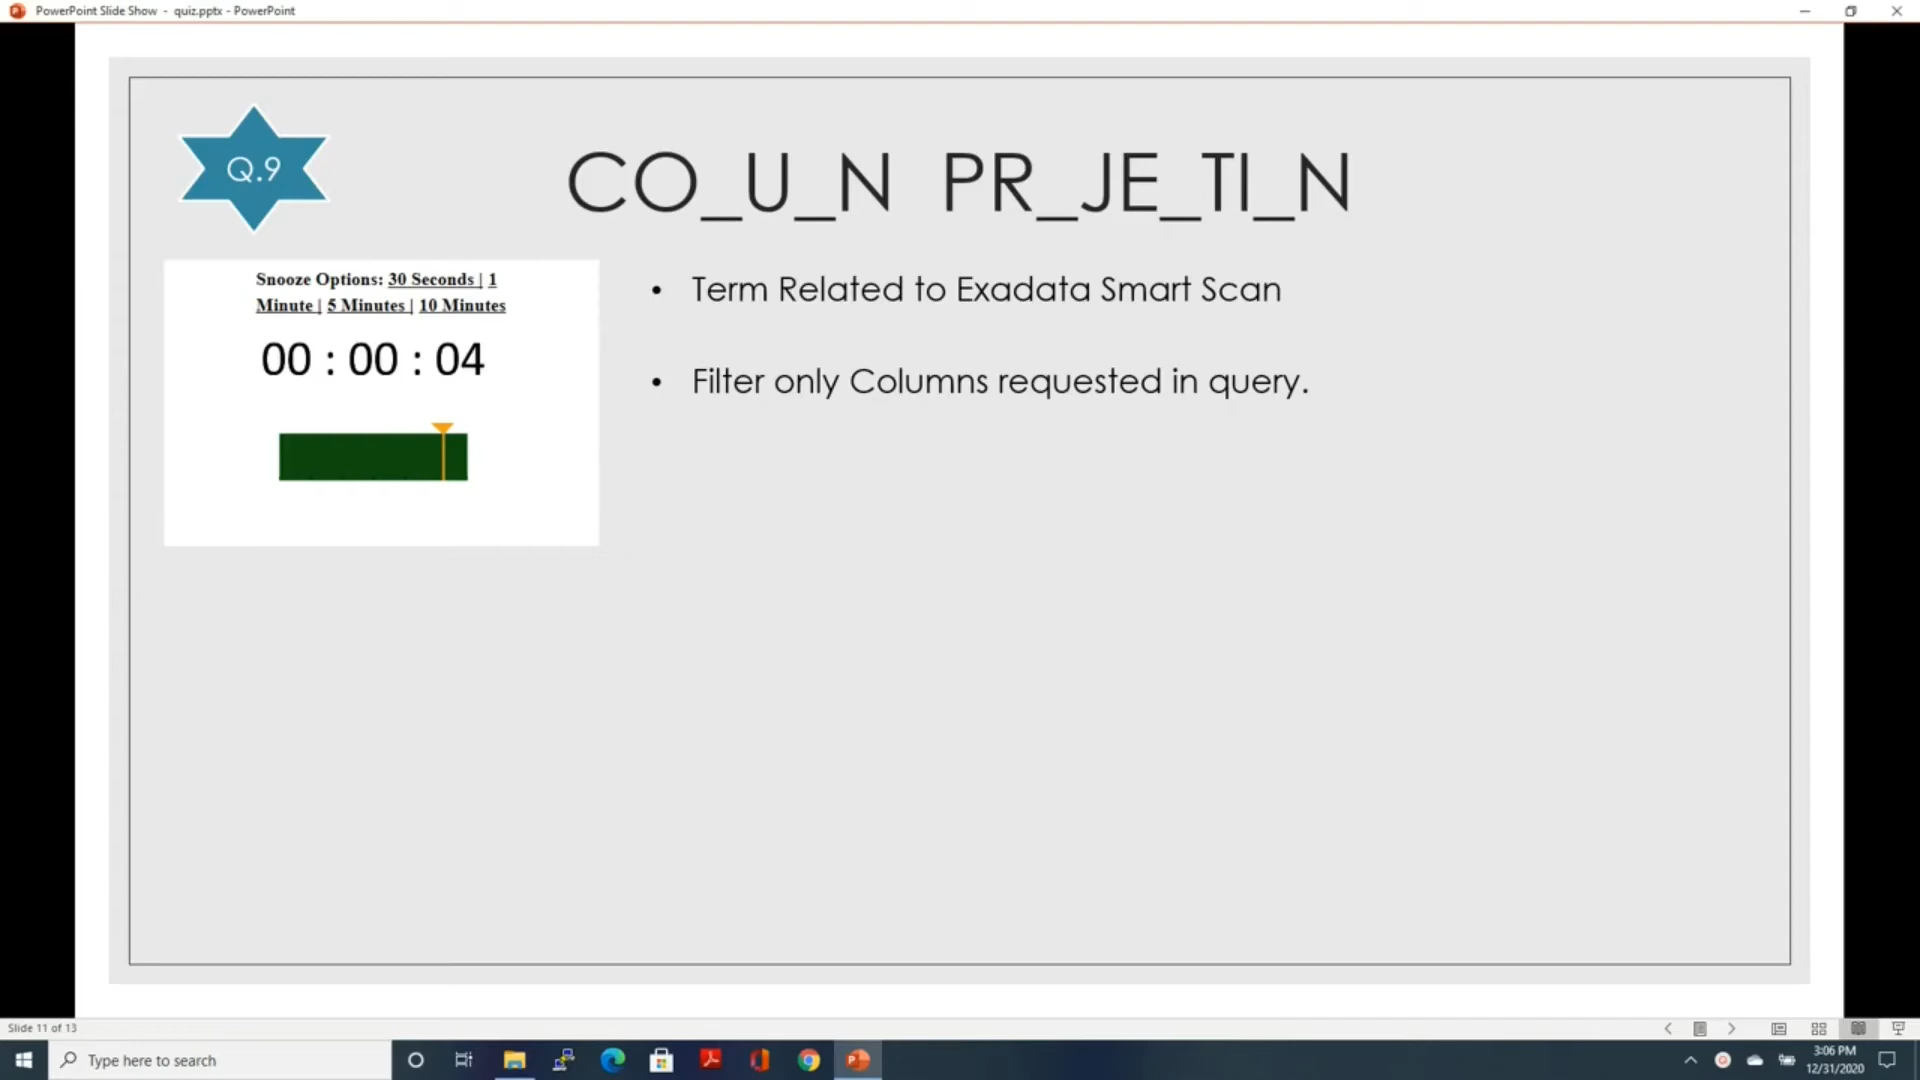 PowerPoint Slide Show - quiz.pptx - PowerPoint
Q.9
CO_U_N PR_JE_TI_N
Snooze Options: 30 Seconds | 1
Minute | 5 Minutes | 10 Minutes
00 : 00 : 04
• Term Related to Exadata Smart Scan
• Filter only Columns requested in query.
Slide 11 of 13
Type here to search
3:06 PM
12/31/2020